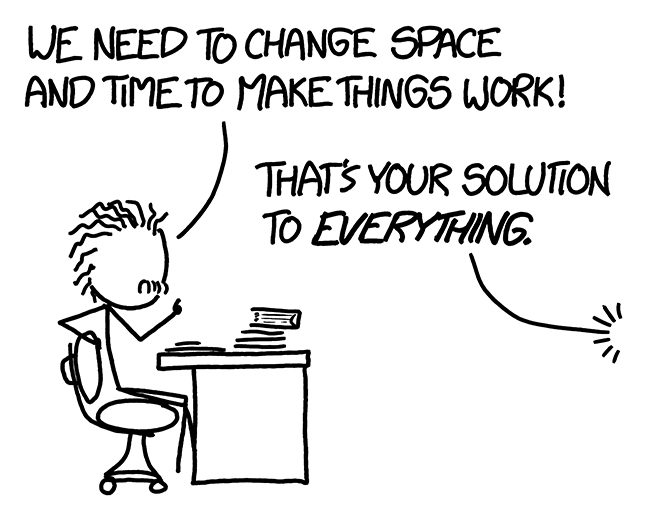 WE NEED TO CHANGE SPACE
AND TIME TO MAKE THINGS WORK!
THAT'S YOUR SOLUTION
TO EVERYTHING.